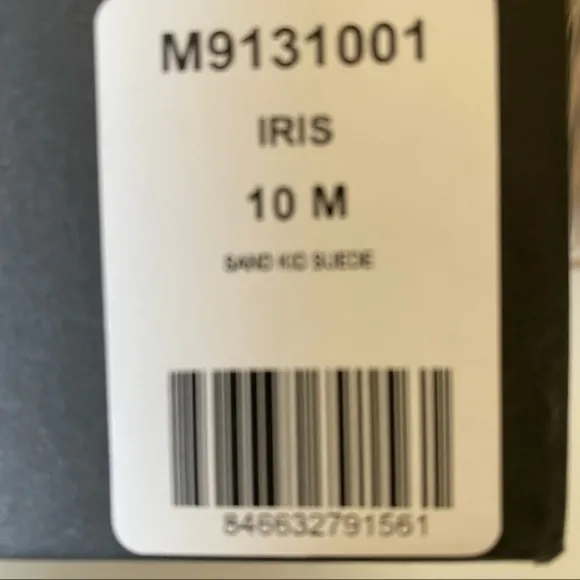 M9131001
IRIS
10 M
SAND KID SUEDE
846632791561